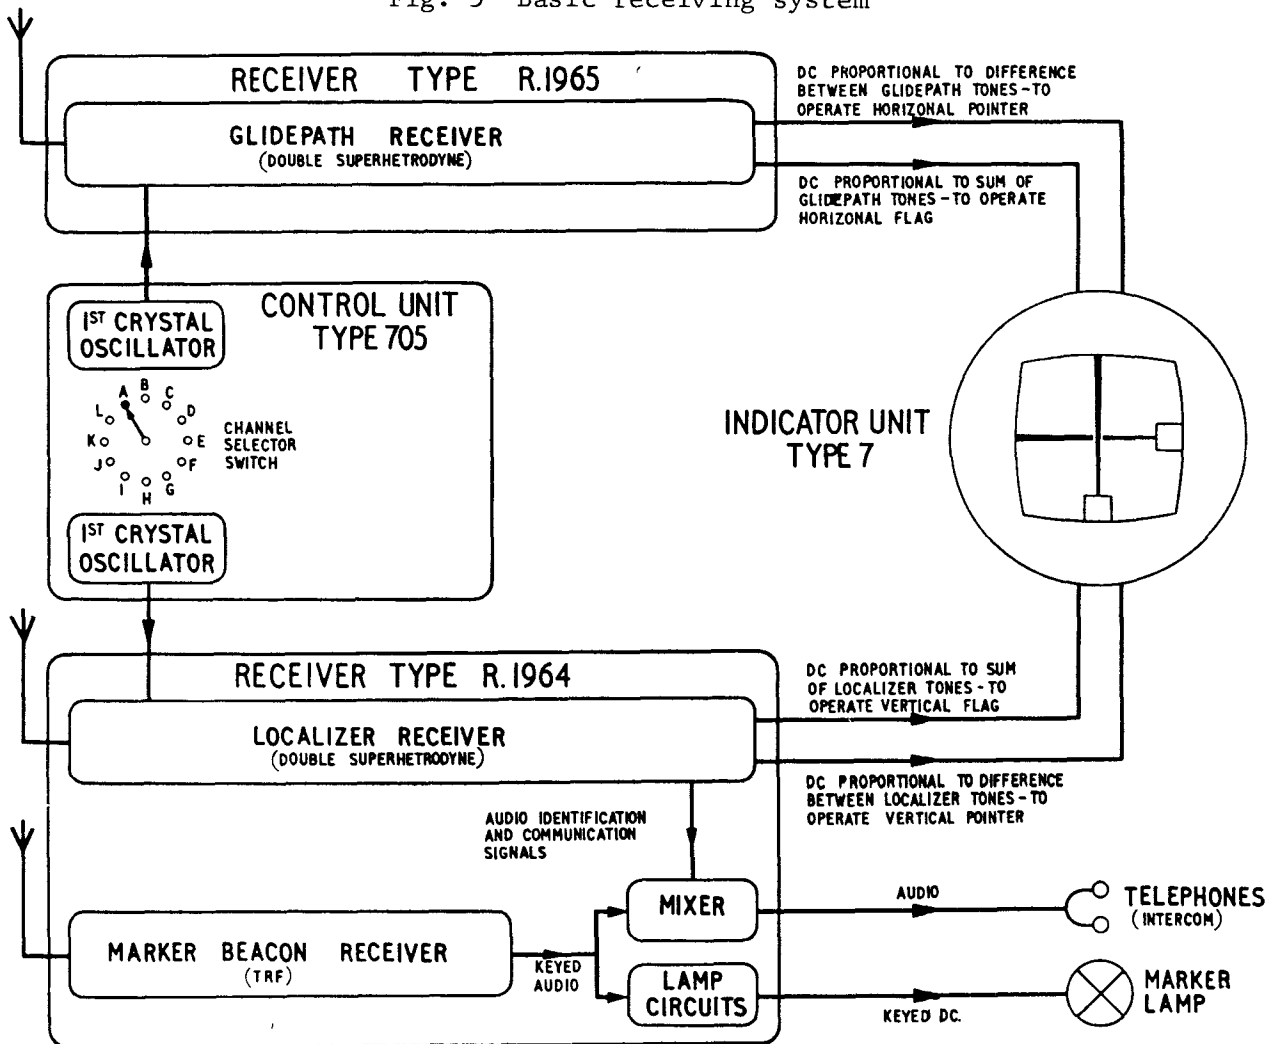 Fig. 5 Basic receiving system
RECEIVER TYPE R.1965
GLIDEPATH RECEIVER
(DOUBLE SUPERHETRODYNE)
DC PROPORTIONAL TO DIFFERENCE
BETWEEN GLIDEPATH TONES-TO
OPERATE HORIZONAL POINTER
DC PROPORTIONAL TO SUM OF
GLIDEPATH TONES-TO OPERATE
HORIZONAL FLAG
CONTROL UNIT
TYPE 705
1ST CRYSTAL
OSCILLATOR
A
B
C
D
E
F
G
H
I
J
K
L
CHANNEL
SELECTOR
SWITCH
1ST CRYSTAL
OSCILLATOR
INDICATOR UNIT
TYPE 7
RECEIVER TYPE R.1964
LOCALIZER RECEIVER
(DOUBLE SUPERHETRODYNE)
DC PROPORTIONAL TO SUM
OF LOCALIZER TONES-TO
OPERATE VERTICAL FLAG
DC PROPORTIONAL TO DIFFERENCE
BETWEEN LOCALIZER TONES-TO
OPERATE VERTICAL POINTER
AUDIO IDENTIFICATION
AND COMMUNICATION
SIGNALS
MIXER
AUDIO
TELEPHONES
(INTERCOM)
MARKER BEACON RECEIVER
(TRF)
KEYED
AUDIO
LAMP
CIRCUITS
KEYED DC.
MARKER
LAMP